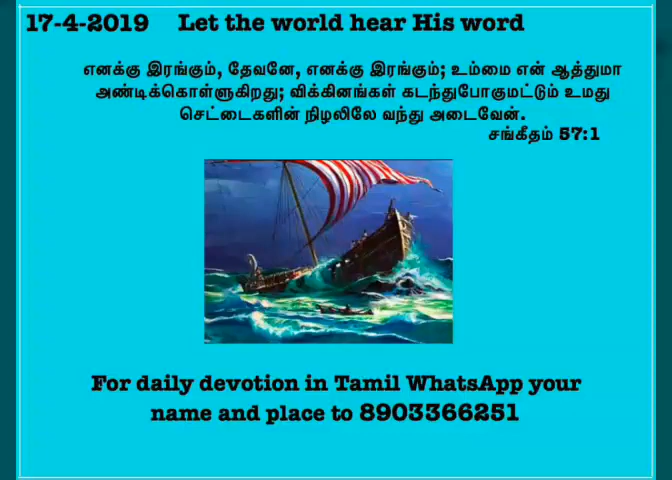 17-4-2019 Let the world hear His word
எனக்கு இரங்கும், தேவனே, எனக்கு இரங்கும்; உம்மை என் ஆத்துமா
அண்டிக்கொள்ளுகிறது; விக்கினங்கள் கடந்துபோகுமட்டும் உமது
செட்டைகளின் நிழலிலே வந்து அடைவேன்.
சங்கீதம் 57:1
For daily devotion in Tamil WhatsApp your
name and place to 8903366251